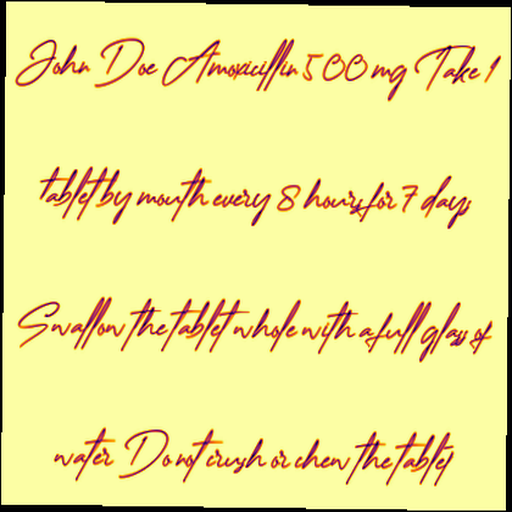 John Doe Amoxicillin 500 mg Take 1
tablet by mouth every 8 hours for 7 days
Swallow the tablet whole with a full glass of
water Do not crush or chew the tablet